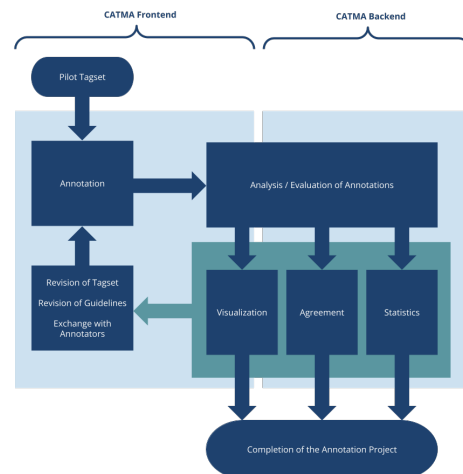 CATMA Frontend
CATMA Backend
Pilot Tagset
Annotation
Analysis / Evaluation of Annotations
Revision of Tagset
Revision of Guidelines
Exchange with
Annotators
Visualization
Agreement
Statistics
Completion of the Annotation Project